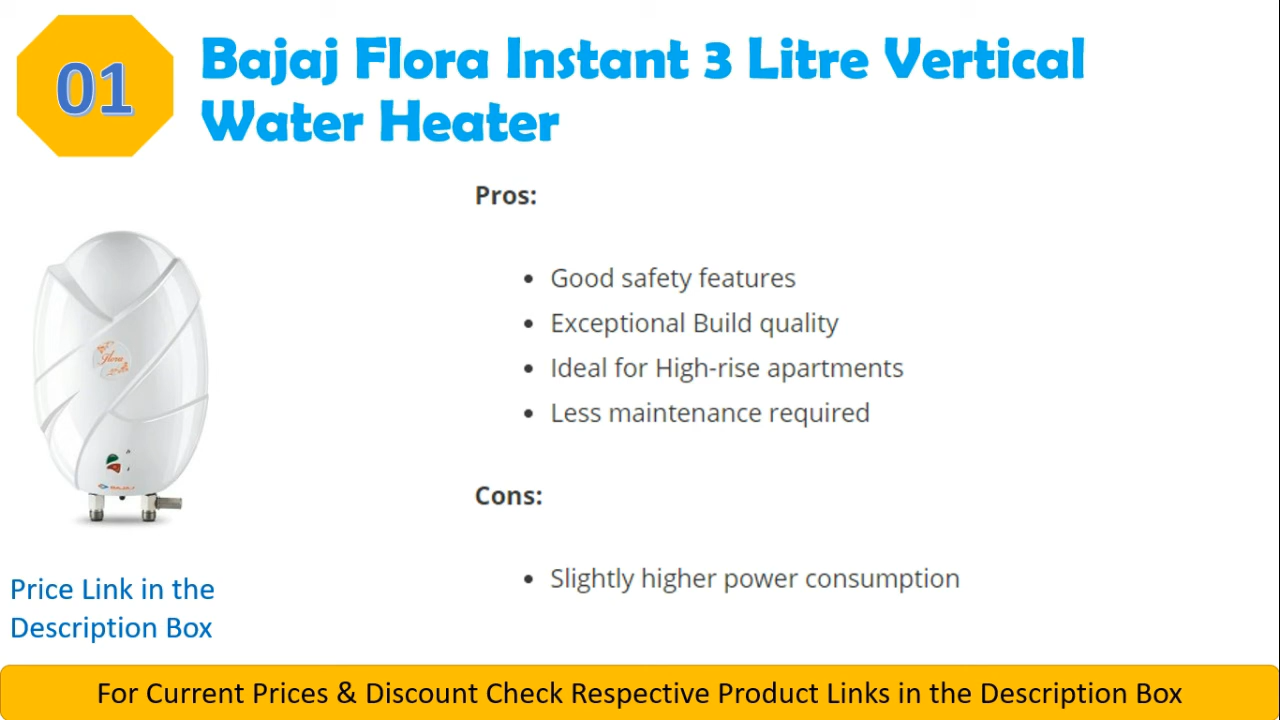 01
Bajaj Flora Instant 3 Litre Vertical
Water Heater
Pros:
Good safety features
Exceptional Build quality
Ideal for High-rise apartments
Less maintenance required
Cons:
Slightly higher power consumption
Flora
BAJAJ
Price Link in the
Description Box
For Current Prices & Discount Check Respective Product Links in the Description Box